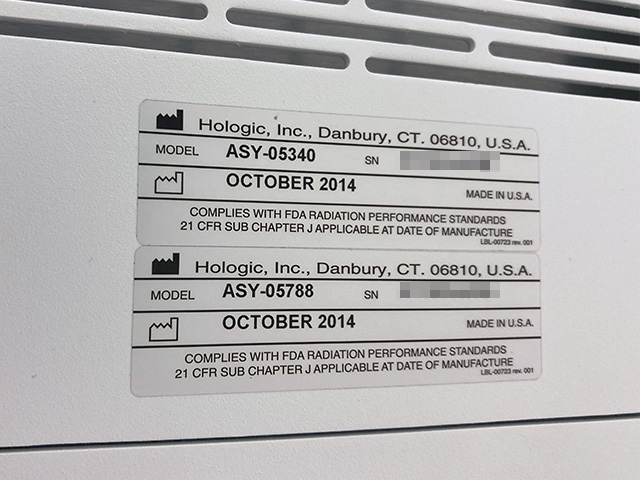 Hologic, Inc., Danbury, CT. 06810, U.S.A.
MODEL ASY-05340 SN
OCTOBER 2014 MADE IN U.S.A.
COMPLIES WITH FDA RADIATION PERFORMANCE STANDARDS
21 CFR SUB CHAPTER J APPLICABLE AT DATE OF MANUFACTURE
LBL-00723 rev. 001
Hologic, Inc., Danbury, CT. 06810, U.S.A.
MODEL ASY-05788 SN
OCTOBER 2014 MADE IN U.S.A.
COMPLIES WITH FDA RADIATION PERFORMANCE STANDARDS
21 CFR SUB CHAPTER J APPLICABLE AT DATE OF MANUFACTURE
LBL-00723 rev. 001